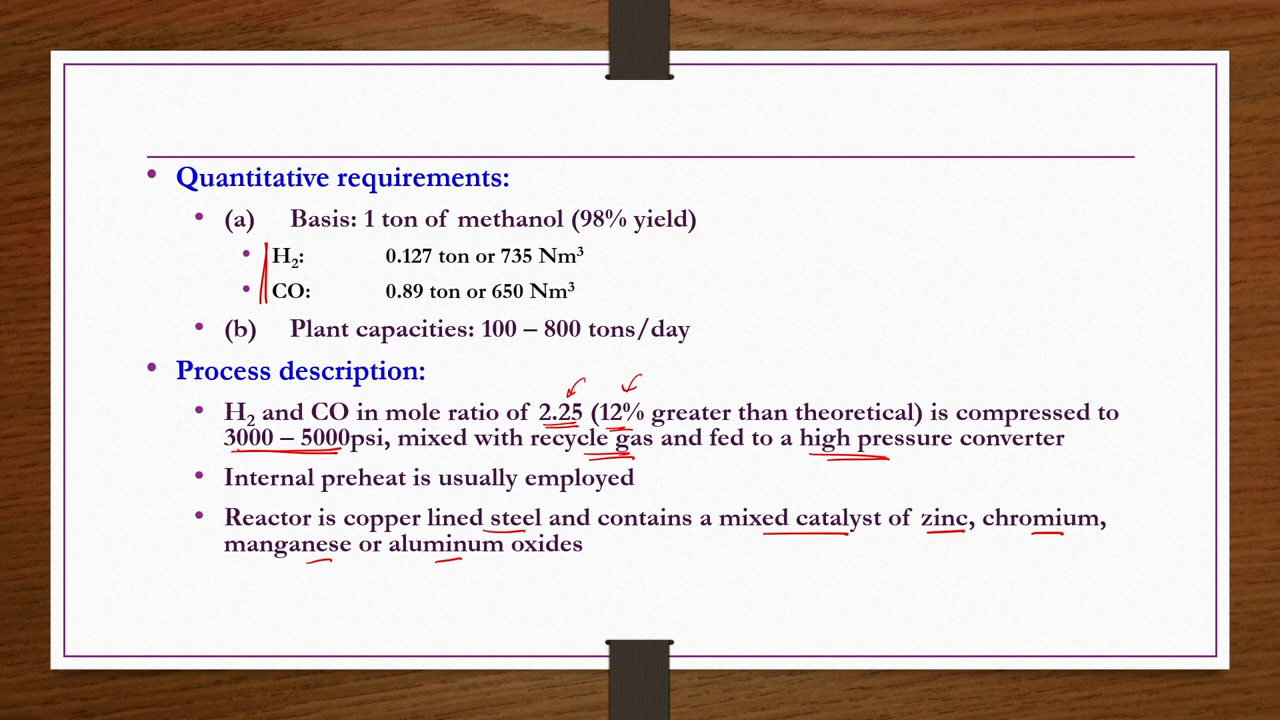 • Quantitative requirements:
• (a) Basis: 1 ton of methanol (98% yield)
• H₂: 0.127 ton or 735 Nm³
• CO: 0.89 ton or 650 Nm³
• (b) Plant capacities: 100 – 800 tons/day
• Process description:
• H₂ and CO in mole ratio of 2.25 (12% greater than theoretical) is compressed to
3000 – 5000psi, mixed with recycle gas and fed to a high pressure converter
• Internal preheat is usually employed
• Reactor is copper lined steel and contains a mixed catalyst of zinc, chromium,
manganese or aluminum oxides